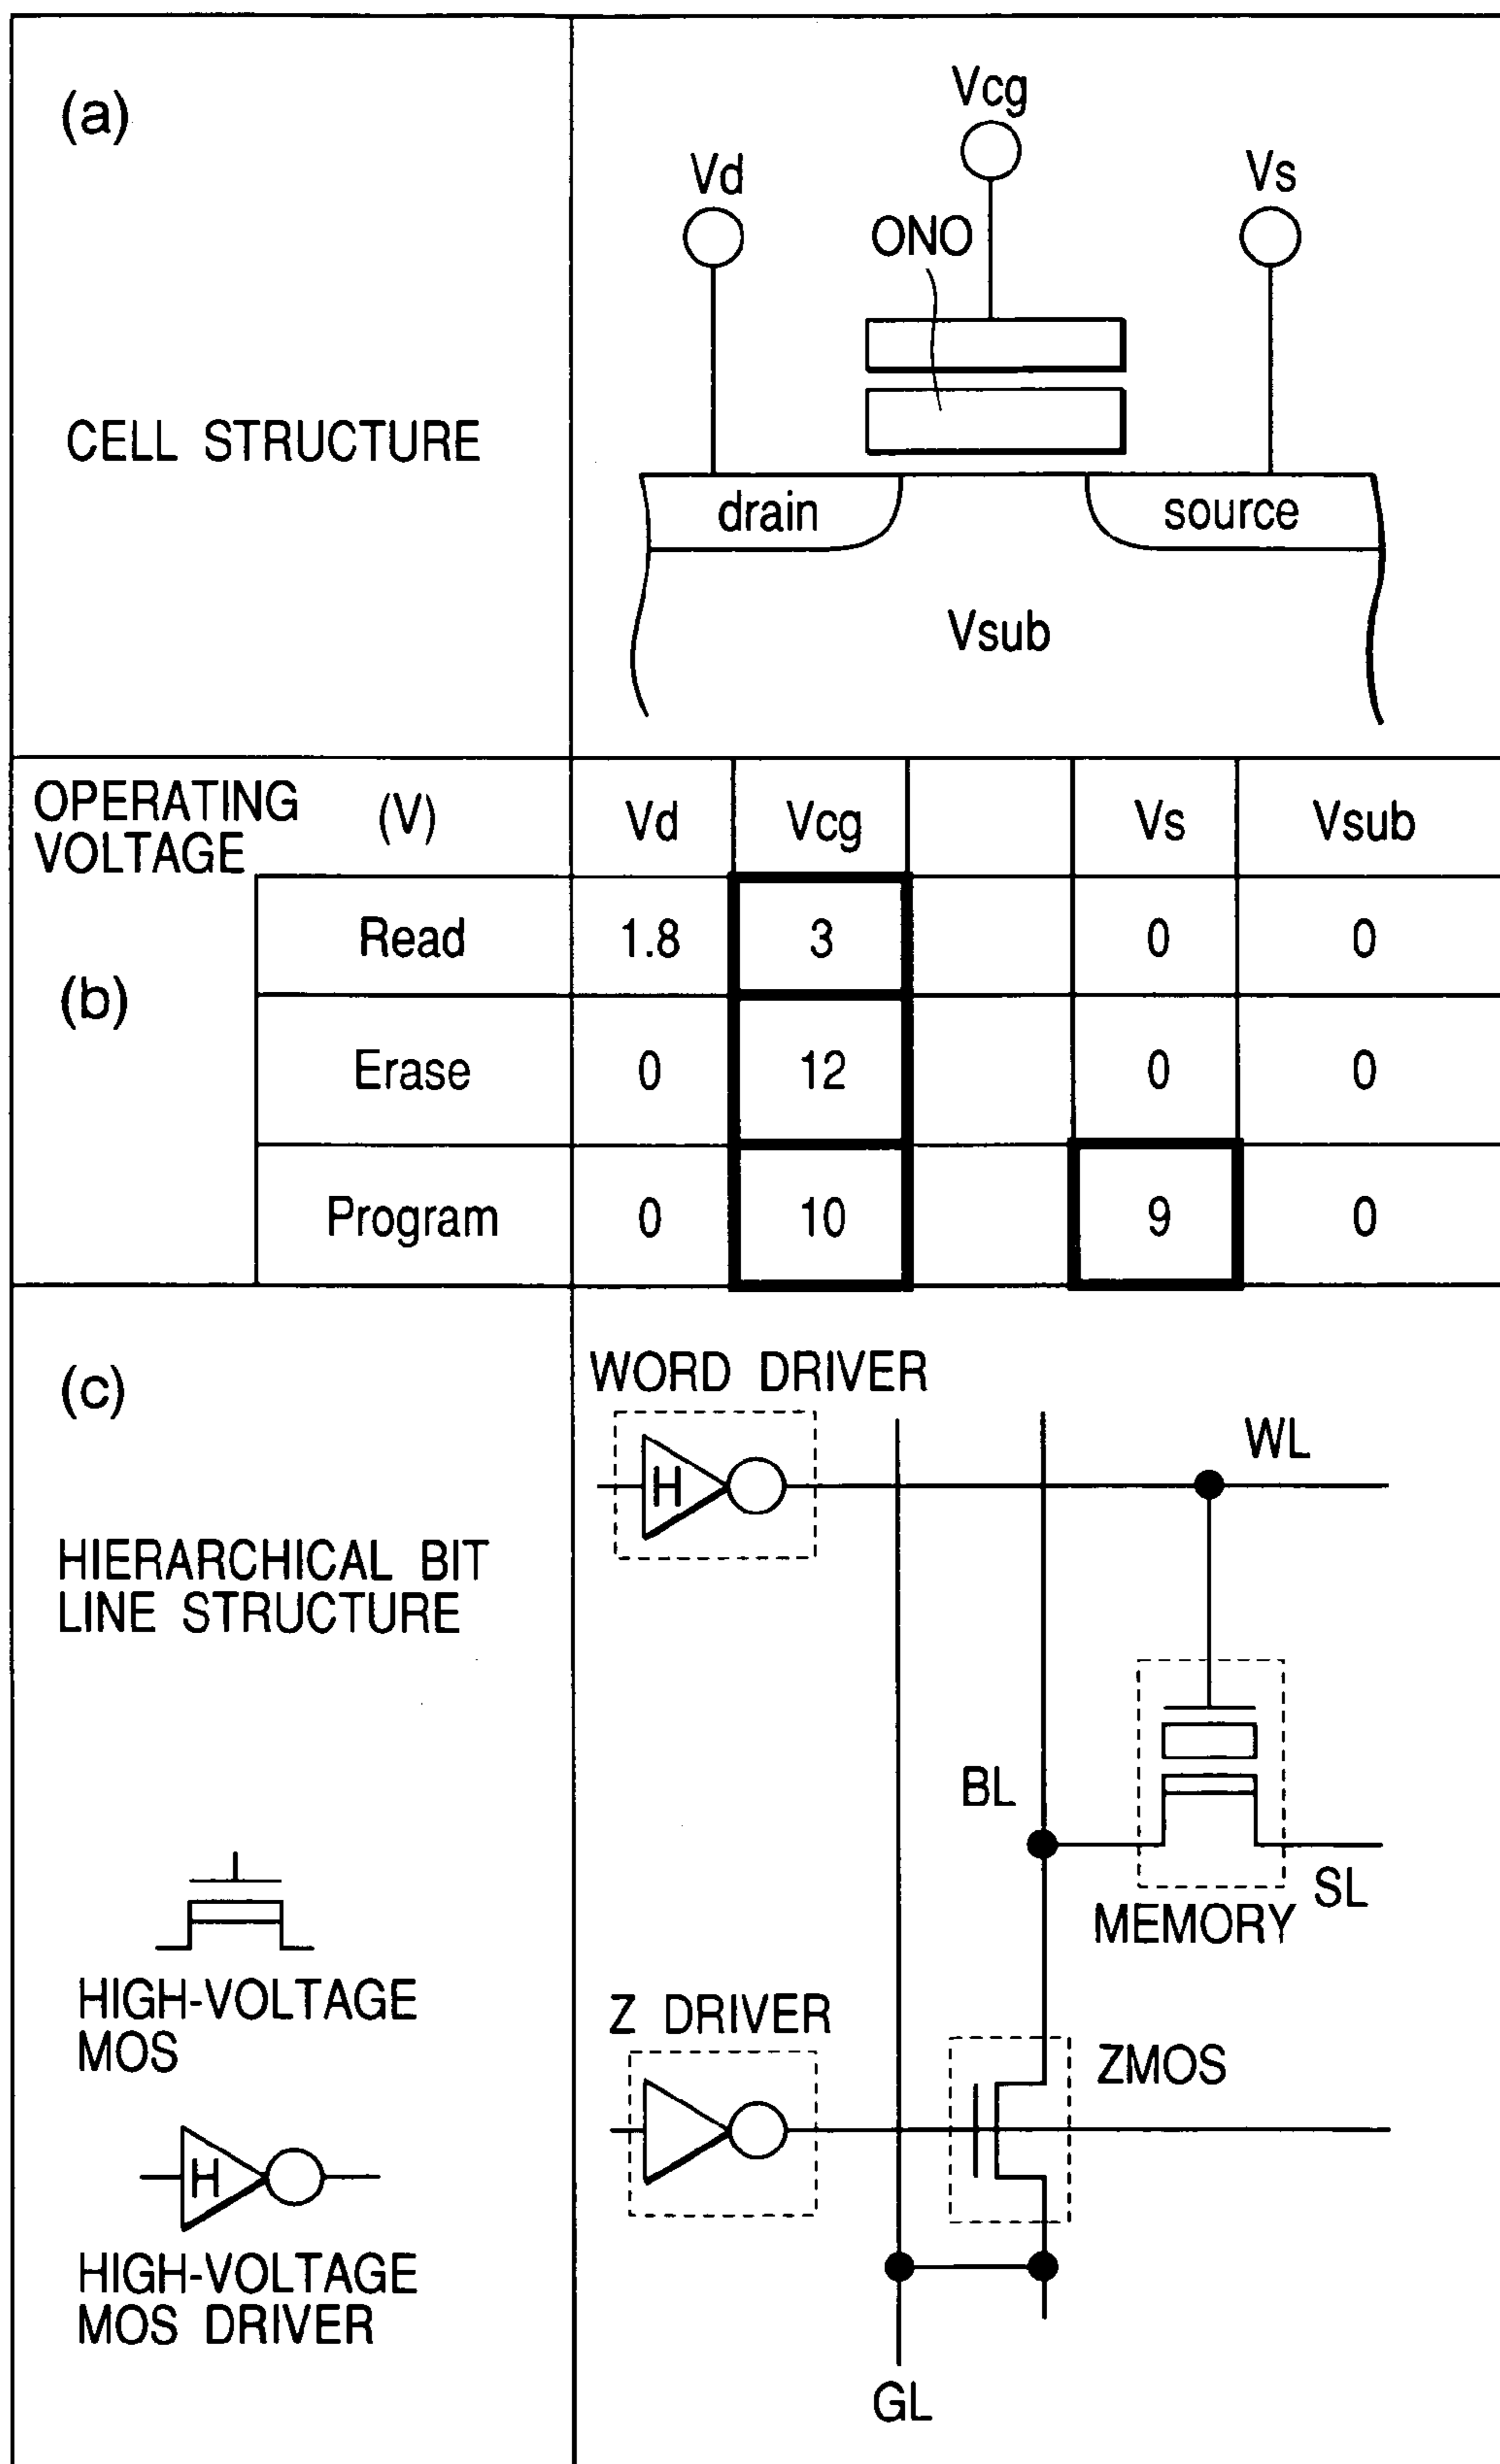 (a)
CELL STRUCTURE
Vcg
Vd
Vs
ONO
drain
source
Vsub
OPERATING
VOLTAGE
(V) Vd Vcg Vs Vsub
(b)
Read 1.8 3 0 0
Erase 0 12 0 0
Program 0 10 9 0
(c)
HIERARCHICAL BIT
LINE STRUCTURE
HIGH-VOLTAGE
MOS
H
HIGH-VOLTAGE
MOS DRIVER
WORD DRIVER
H
WL
BL
SL
MEMORY
Z DRIVER
ZMOS
GL